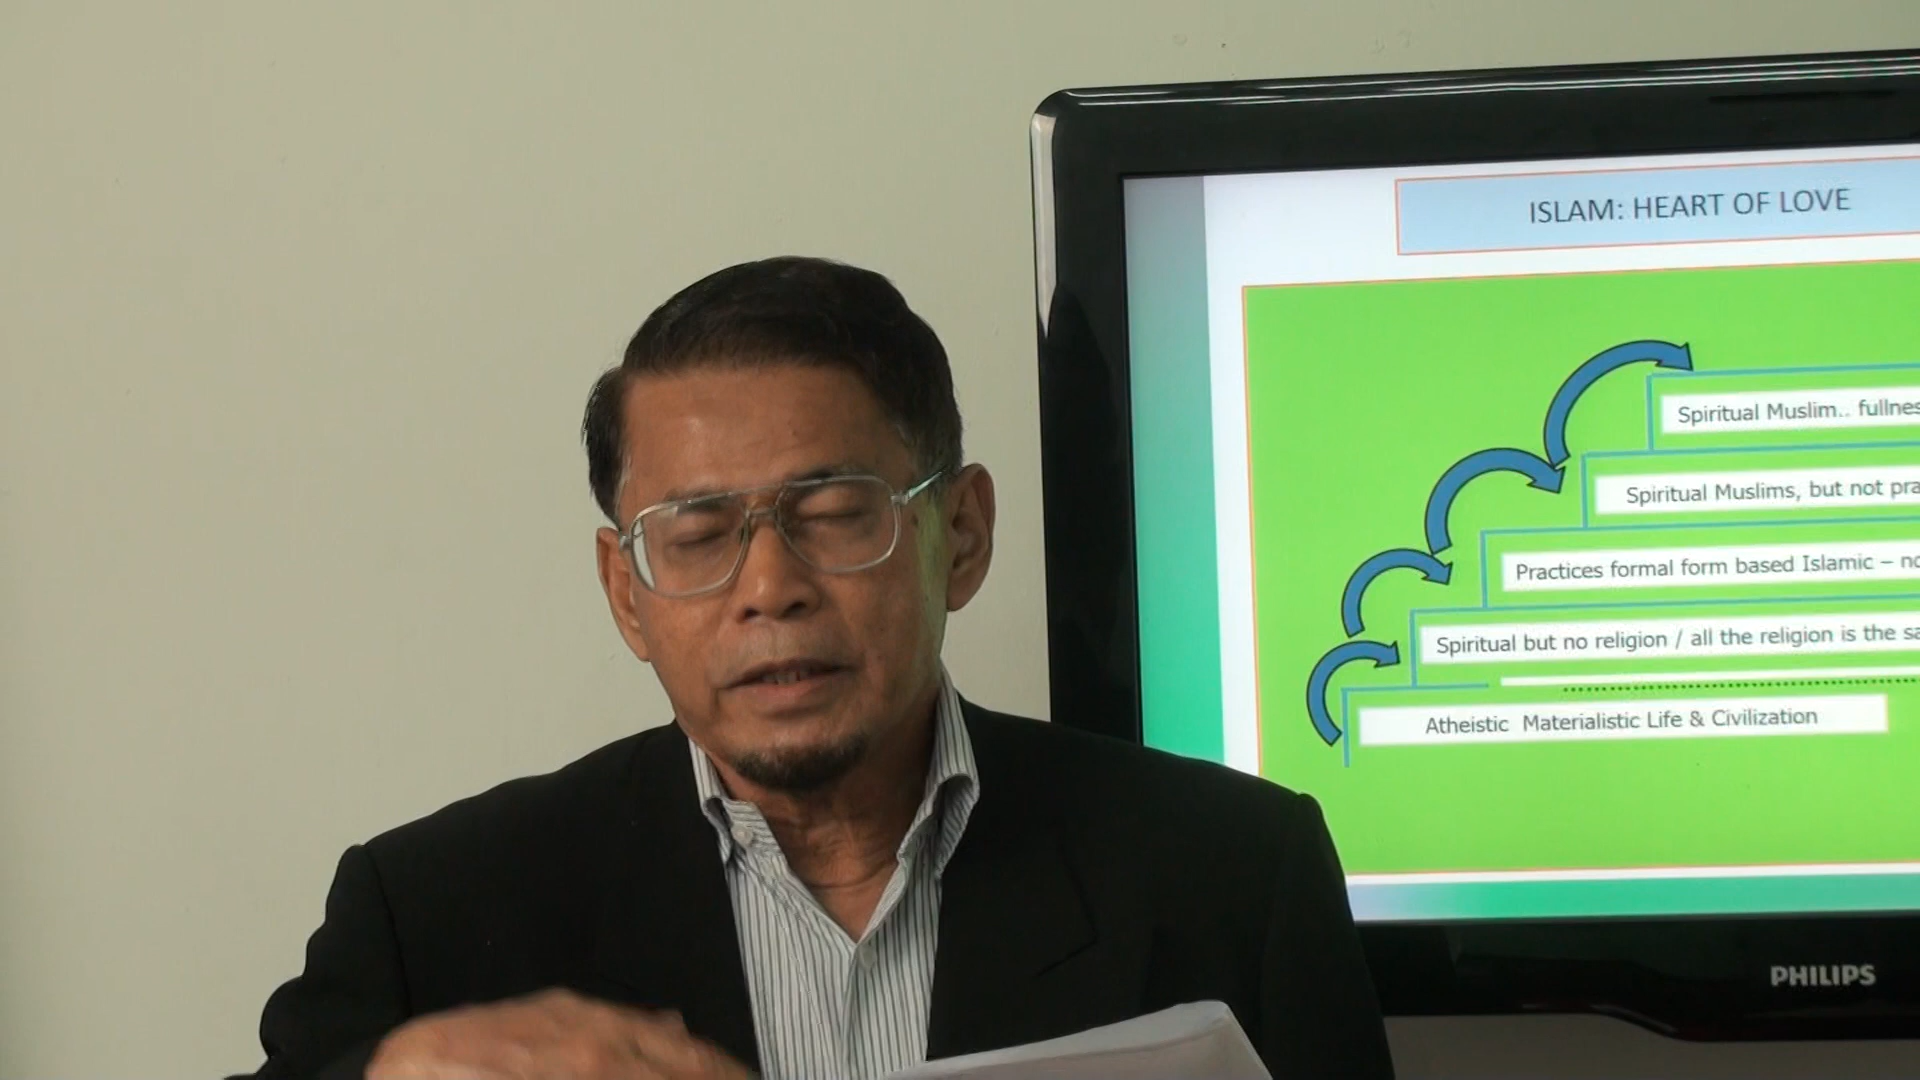 ISLAM: HEART OF LOVE
Spiritual Muslim.. fullnes
Spiritual Muslims, but not pra
Practices formal form based Islamic – no
Spiritual but no religion / all the religion is the sa
Atheistic Materialistic Life & Civilization
PHILIPS